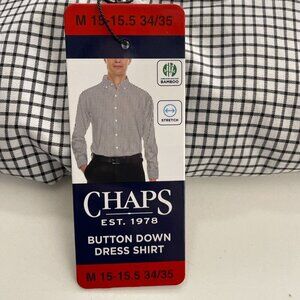 M 15-15.5 34/35
BAMBOO
STRETCH
CHAPS
EST. 1978
BUTTON DOWN
DRESS SHIRT
M 15-15.5 34/35